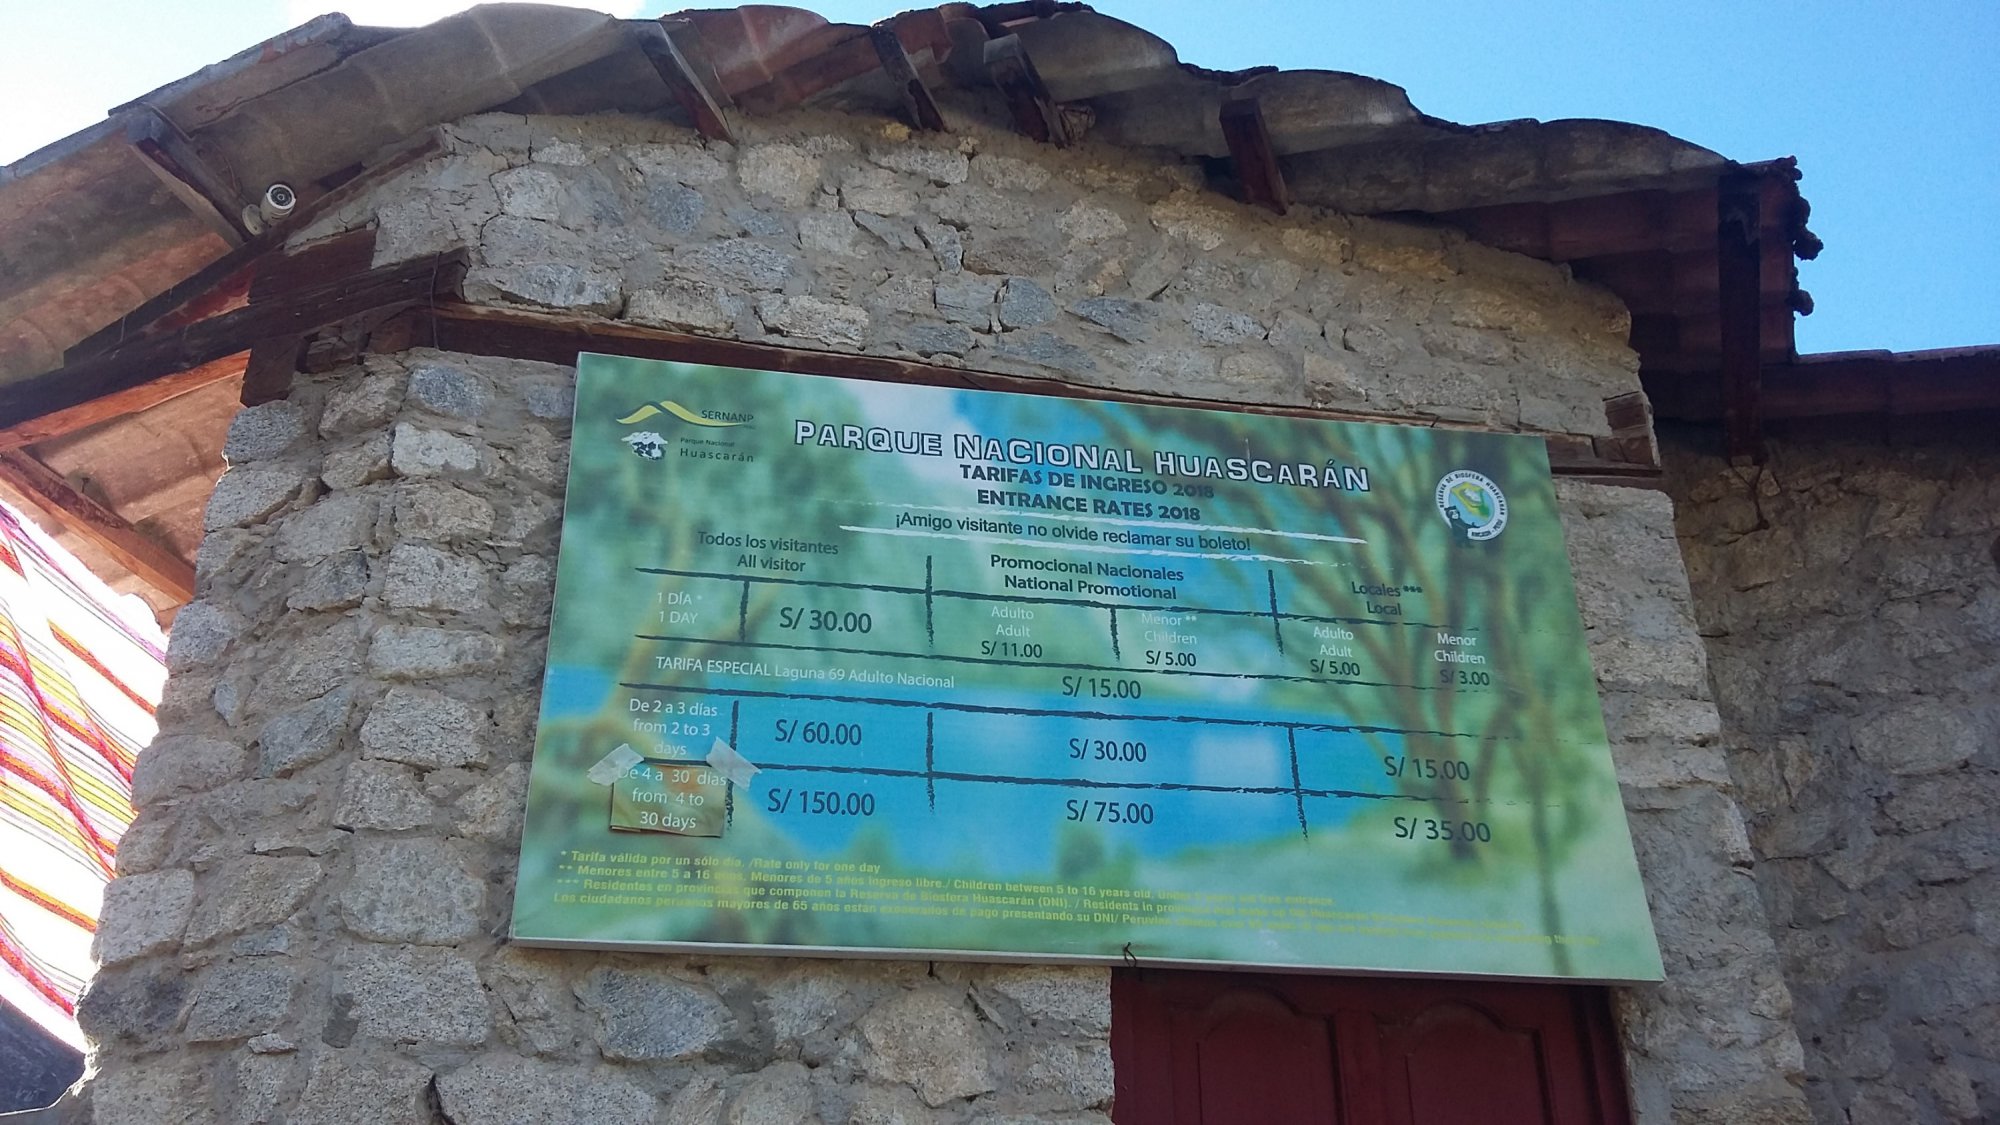 SERNANP
Parque Nacional
Huascarán
PARQUE NACIONAL HUASCARÁN
TARIFAS DE INGRESO 2018
ENTRANCE RATES 2018
¡Amigo visitante no olvide reclamar su boleto!
RESERVA DE BIOSFERA HUASCARAN
Todos los visitantes
All visitor
Promocional Nacionales
National Promotional
Locales ***
Local
1 DÍA *
1 DAY
S/ 30.00
Adulto
Adult
S/ 11.00
Menor **
Children
S/ 5.00
Adulto
Adult
S/ 5.00
Menor
Children
S/ 3.00
TARIFA ESPECIAL Laguna 69 Adulto Nacional
S/ 15.00
De 2 a 3 días
from 2 to 3
days
S/ 60.00
S/ 30.00
S/ 15.00
De 4 a 30 días
from 4 to
30 days
S/ 150.00
S/ 75.00
S/ 35.00
* Tarifa válida por un sólo día. /Rate only for one day
** Menores entre 5 a 16 años. Menores de 5 años ingreso libre./ Children between 5 to 16 years old. Under
*** Residentes en provincias que componen la Reserva de Biosfera Huascarán (DNI). / Residents in
Los ciudadanos peruanos mayores de 65 años están exonerados de pago presentando su DNI/ Peruvian